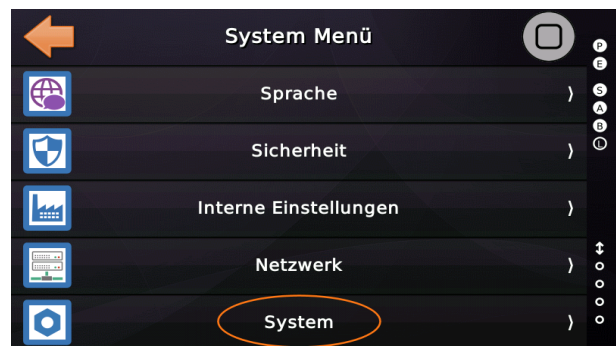 System Menü
Sprache
Sicherheit
Interne Einstellungen
Netzwerk
System
P
E
S
A
B
L